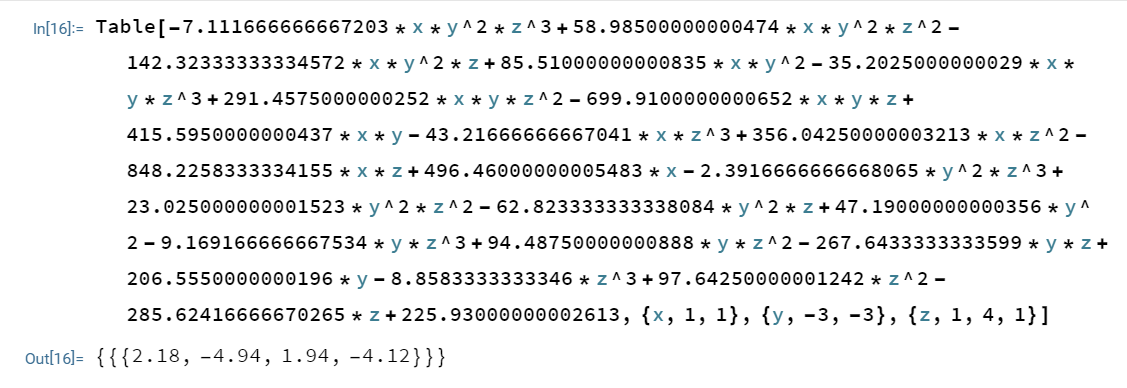 In[16]:= Table[-7.111666666667203 * x * y^2 * z^3 + 58.98500000000474 * x * y^2 * z^2 -
142.32333333334572 * x * y^2 * z + 85.51000000000835 * x * y^2 - 35.2025000000029 * x *
y * z^3 + 291.4575000000252 * x * y * z^2 - 699.9100000000652 * x * y * z +
415.5950000000437 * x * y - 43.21666666667041 * x * z^3 + 356.04250000003213 * x * z^2 -
848.2258333334155 * x * z + 496.46000000005483 * x - 2.3916666666668065 * y^2 * z^3 +
23.025000000001523 * y^2 * z^2 - 62.823333333338084 * y^2 * z + 47.19000000000356 * y^
2 - 9.169166666667534 * y * z^3 + 94.48750000000888 * y * z^2 - 267.6433333333599 * y * z +
206.5550000000196 * y - 8.8583333333346 * z^3 + 97.64250000001242 * z^2 -
285.62416666670265 * z + 225.93000000002613, {x, 1, 1}, {y, -3, -3}, {z, 1, 4, 1}]
Out[16]= {{{2.18, -4.94, 1.94, -4.12}}}